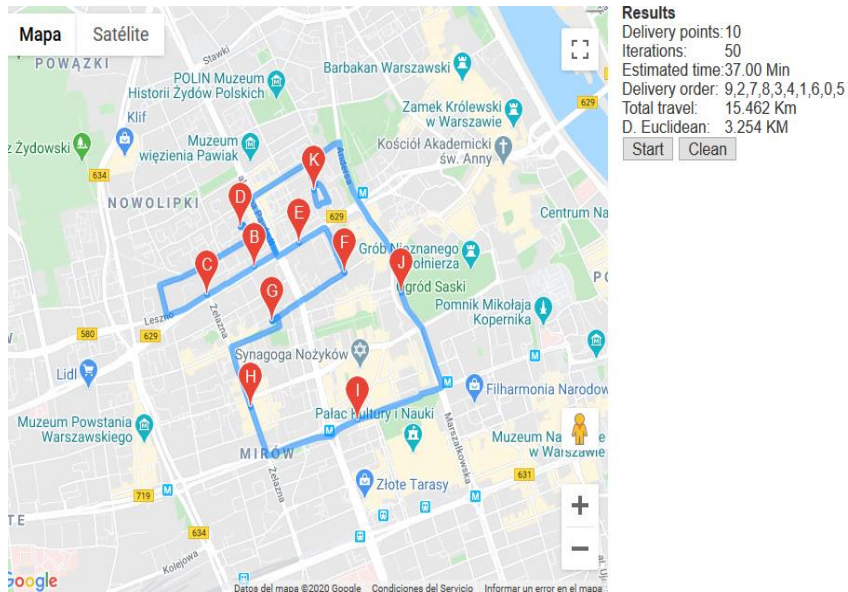 Mapa
Satélite
POWĄZKI
Stawki
POLIN Muzeum
Historii Żydów Polskich
Barbakan Warszawski
Zamek Królewski
w Warszawie
629
Klif
Muzeum
więzienia Pawiak
Kościół Akademicki
św. Anny
z Żydowski
634
K
NOWOLIPKI
D
629
Centrum Na
E
B
F
Grób Nieznanego
C
J
Ogród Saski
G
Pomnik Mikołaja
Kopernika
Leszno
Żelazna
580
629
Synagoga Nożyków
Lidl
H
I
Filharmonia Narodow
Pałac Kultury i Nauki
Muzeum Powstania
Warszawskiego
Marszałkowska
w Warszawie
MIRÓW
Żelazna
Złote Tarasy
631
719
634
Kolejowa
Google
Datos del mapa ©2020 Google
Condiciones del Servicio
Informar un error en el mapa
Results
Delivery points: 10
Iterations: 50
Estimated time: 37.00 Min
Delivery order: 9,2,7,8,3,4,1,6,0,5
Total travel: 15.462 Km
D. Euclidean: 3.254 KM
Start
Clean